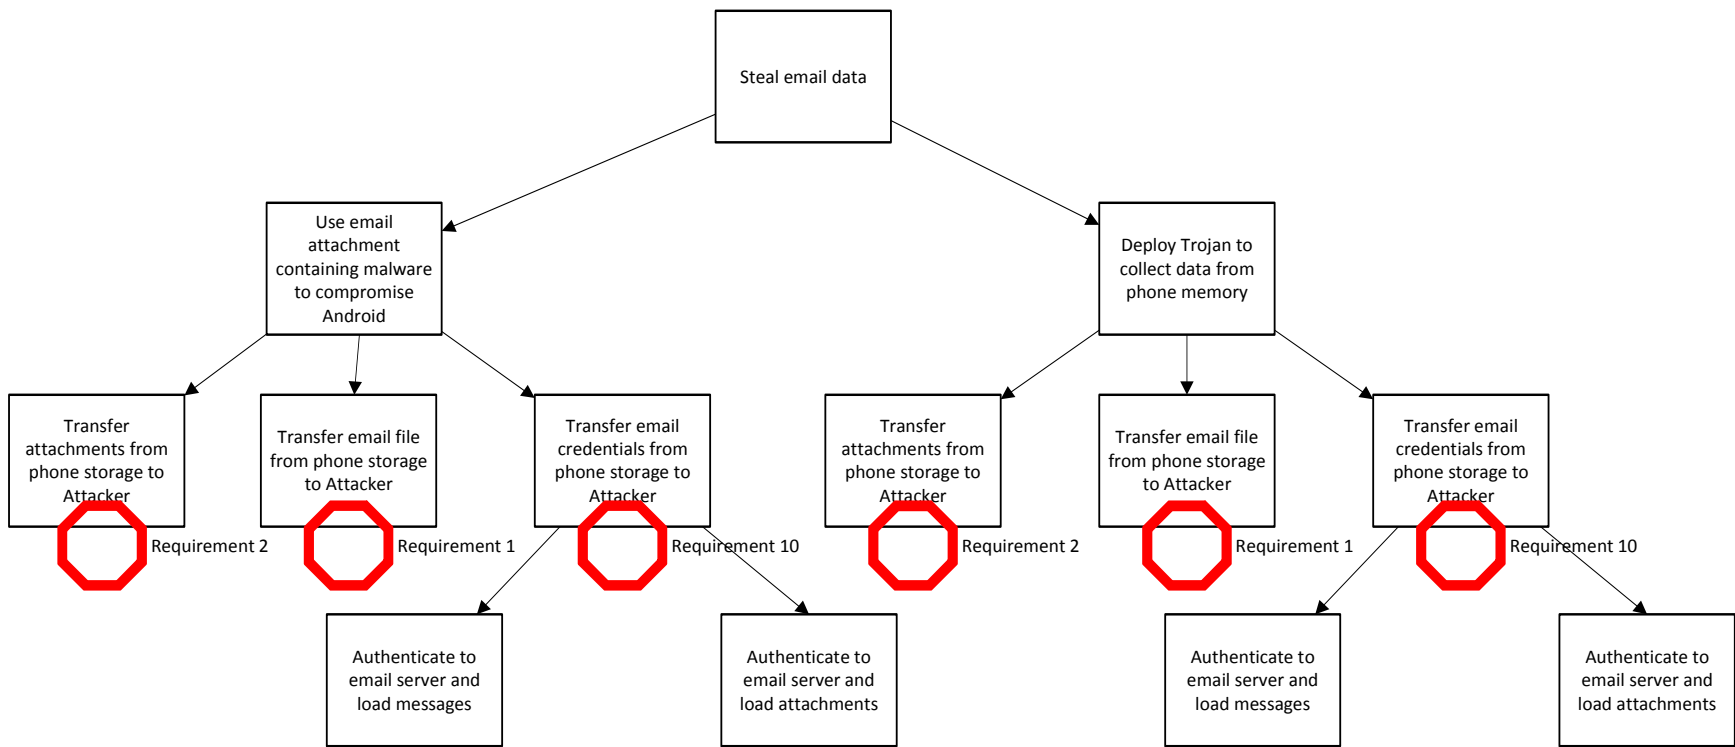 Steal email data
Use email
attachment
containing malware
to compromise
Android
Deploy Trojan to
collect data from
phone memory
Transfer
attachments from
phone storage to
Attacker
Transfer email file
from phone storage
to Attacker
Transfer email
credentials from
phone storage to
Attacker
Transfer
attachments from
phone storage to
Attacker
Transfer email file
from phone storage
to Attacker
Transfer email
credentials from
phone storage to
Attacker
Requirement 2
Requirement 1
Requirement 10
Requirement 2
Requirement 1
Requirement 10
Authenticate to
email server and
load messages
Authenticate to
email server and
load attachments
Authenticate to
email server and
load messages
Authenticate to
email server and
load attachments